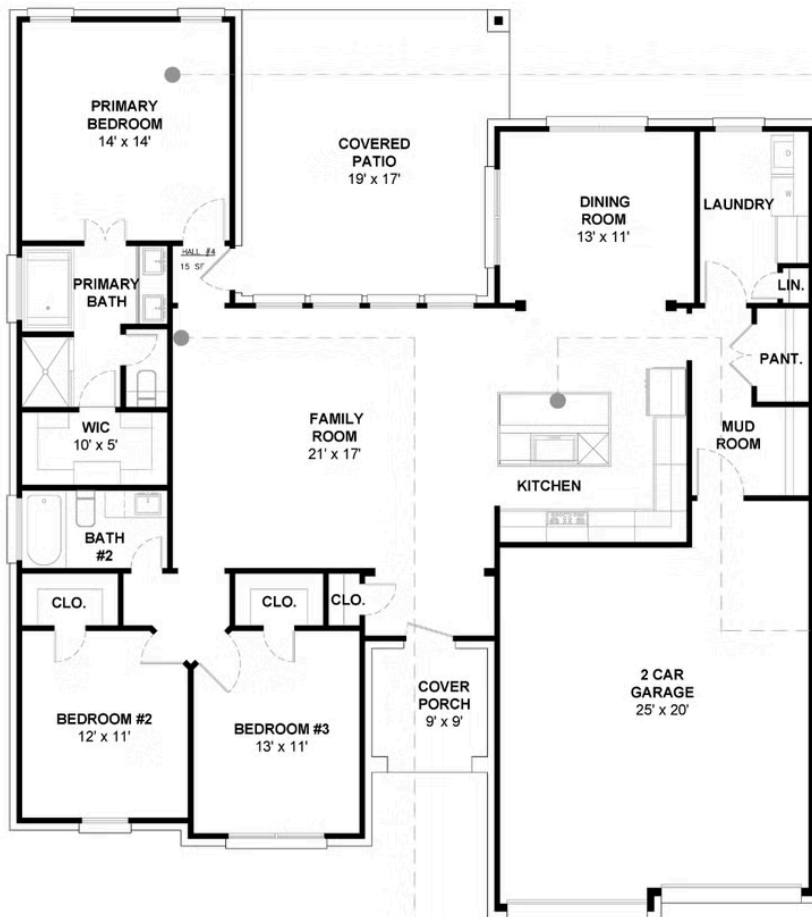 PRIMARY
BEDROOM
14' x 14'
COVERED
PATIO
19' x 17'
DINING
ROOM
13' x 11'
D
W
LAUNDRY
LIN.
HALL #4
15 SF
PRIMARY
BATH
PANT.
WIC
10' x 5'
FAMILY
ROOM
21' x 17'
MUD
ROOM
KITCHEN
BATH
#2
CLO.
CLO.
CLO.
BEDROOM #2
12' x 11'
BEDROOM #3
13' x 11'
COVER
PORCH
9' x 9'
2 CAR
GARAGE
25' x 20'